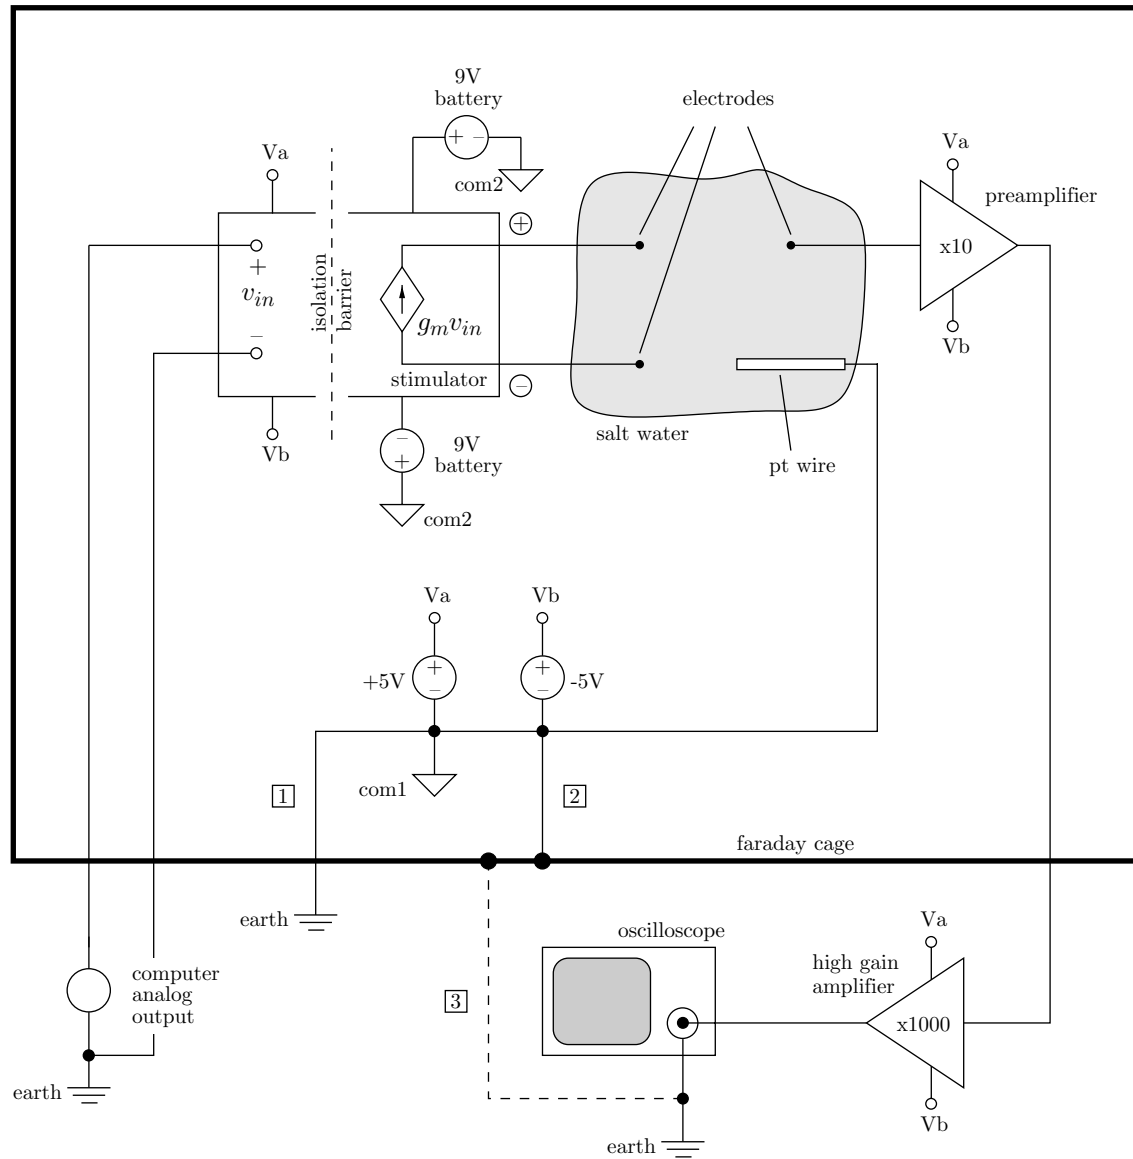 9V
battery
electrodes
Va
com2
Va
preamplifier
+ −
+
+
v_in
−
isolation
barrier
g_m v_in
stimulator
−
x10
Vb
Vb
−
+
9V
battery
com2
salt water
pt wire
Va
Vb
+5V
+
−
+
−
-5V
1
com1
2
faraday cage
earth
oscilloscope
Va
high gain
amplifier
x1000
computer
analog
output
3
earth
Vb
earth